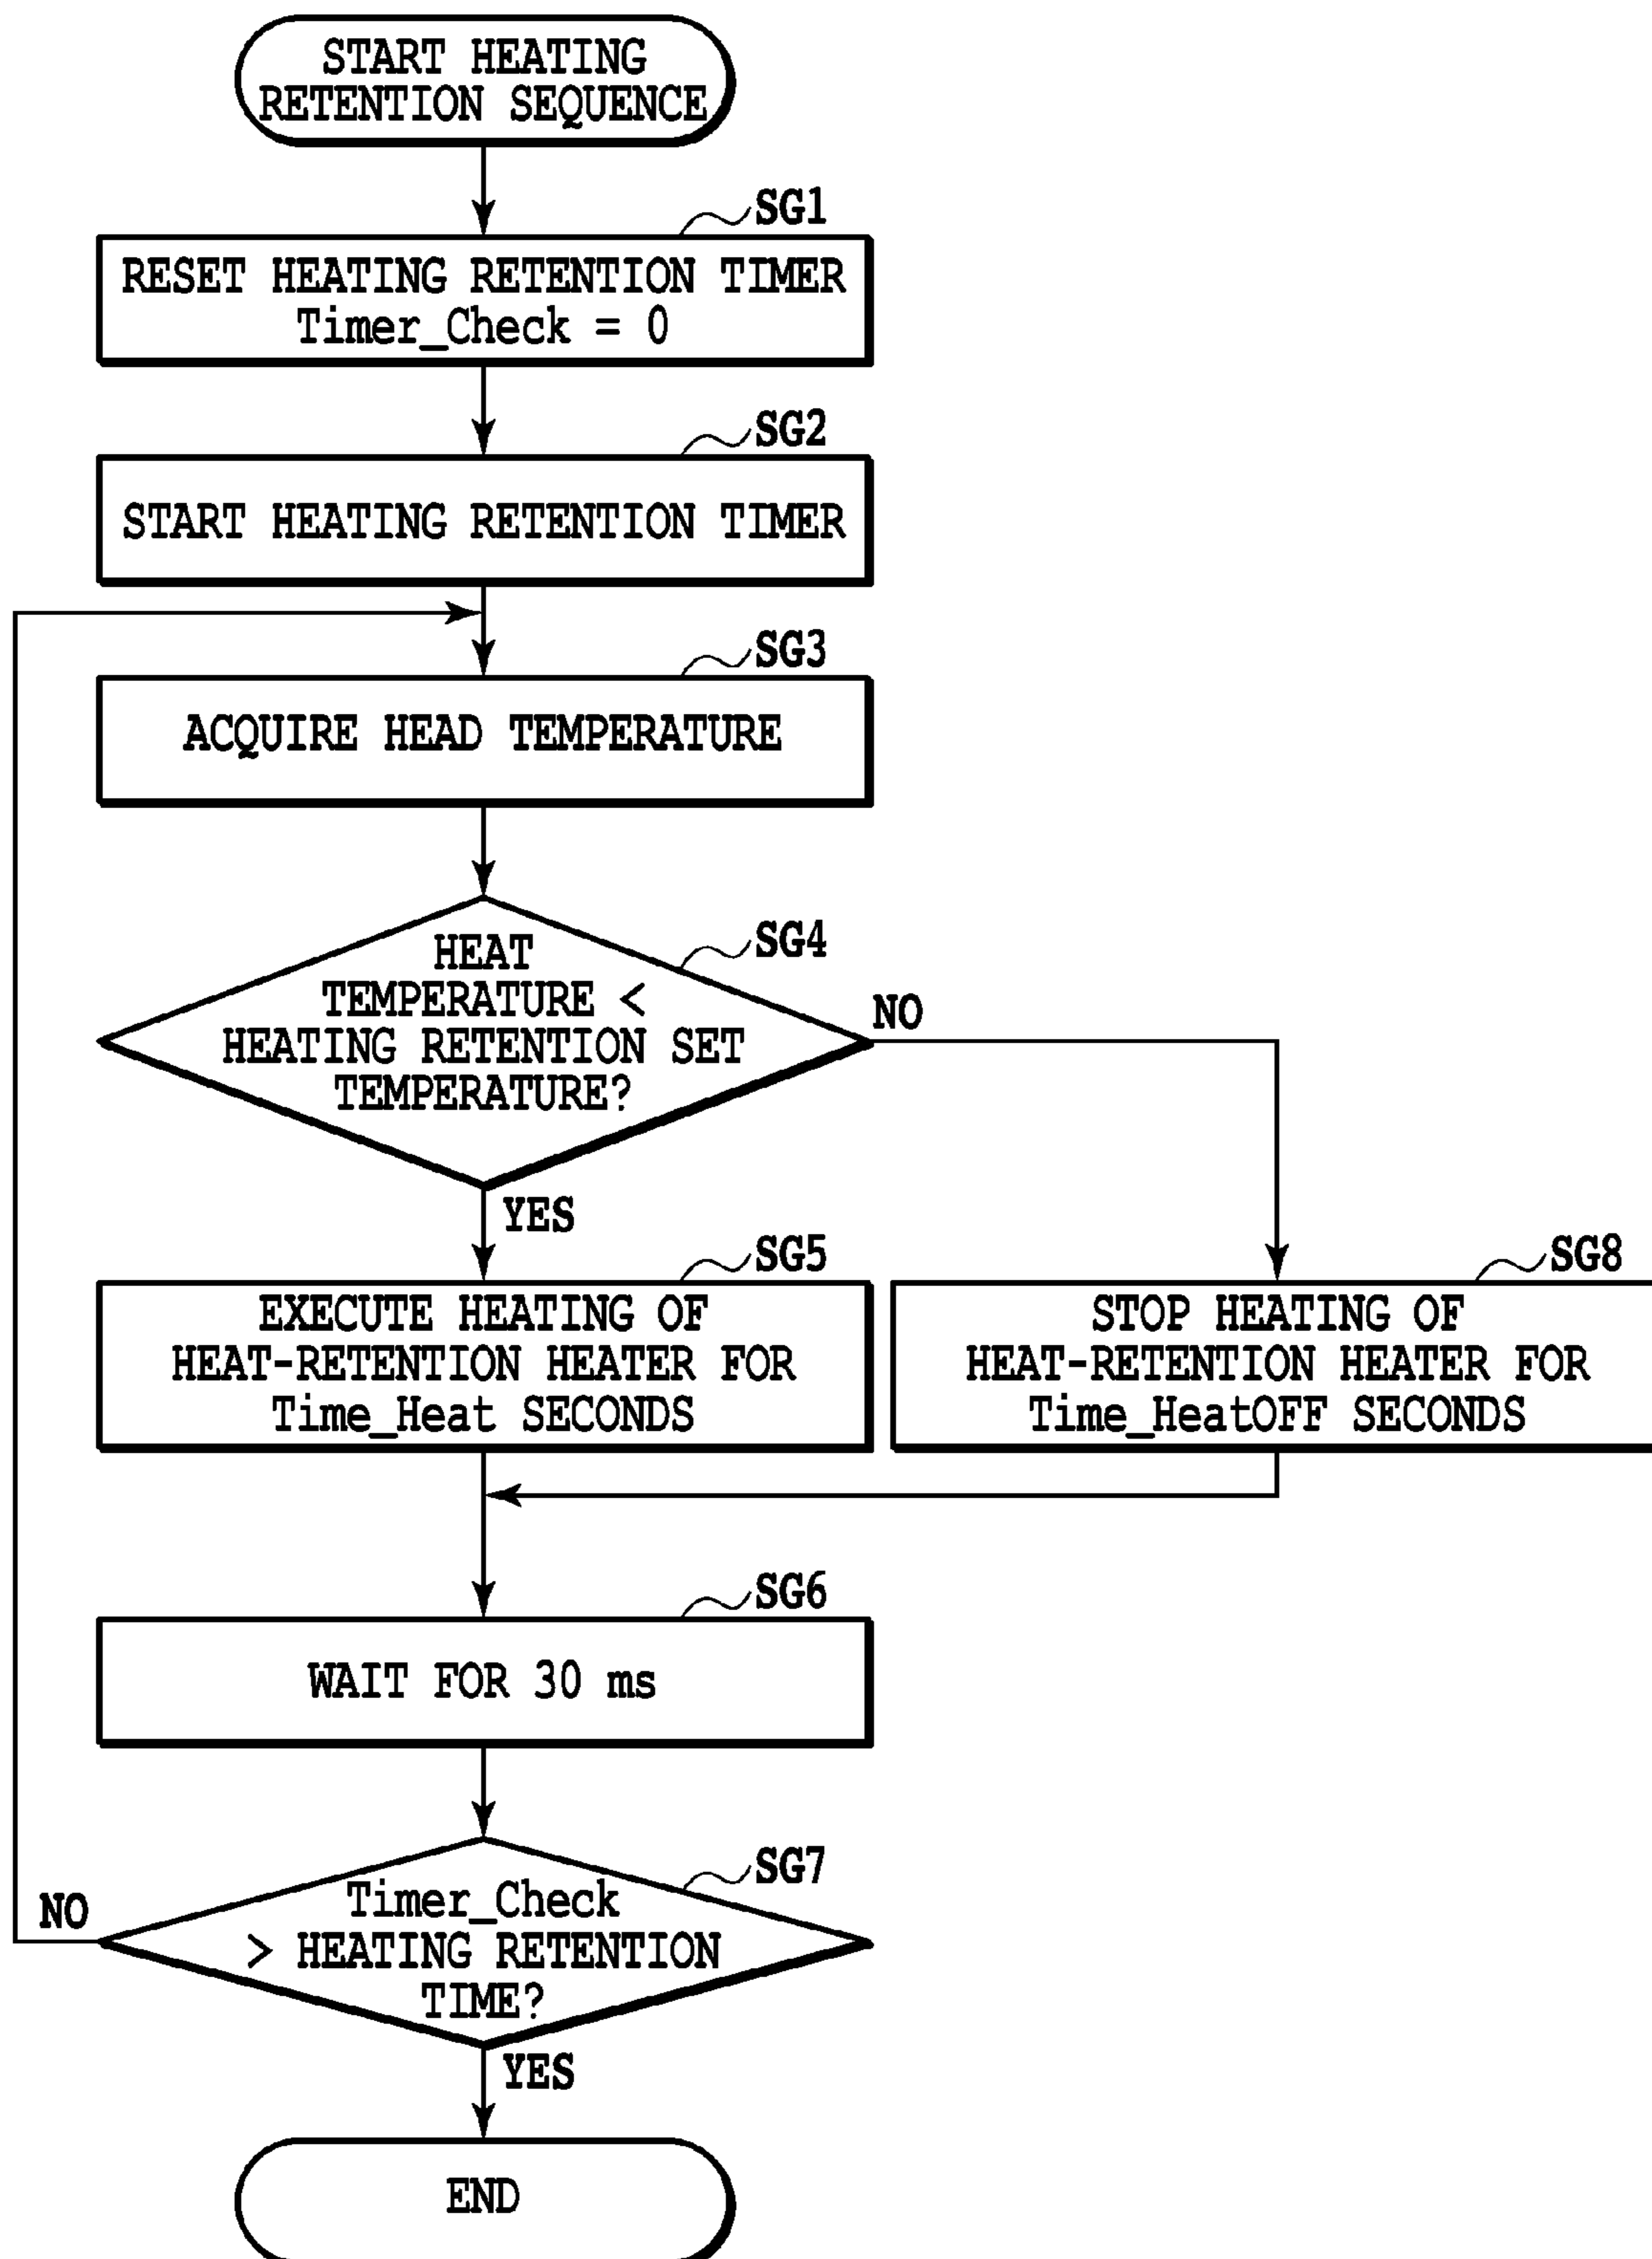 START HEATING
RETENTION SEQUENCE
SG1
RESET HEATING RETENTION TIMER
Timer_Check = 0
SG2
START HEATING RETENTION TIMER
SG3
ACQUIRE HEAD TEMPERATURE
SG4
HEAT
TEMPERATURE <
HEATING RETENTION SET
TEMPERATURE?
NO
YES
SG5
EXECUTE HEATING OF
HEAT-RETENTION HEATER FOR
Time_Heat SECONDS
SG8
STOP HEATING OF
HEAT-RETENTION HEATER FOR
Time_HeatOFF SECONDS
SG6
WAIT FOR 30 ms
SG7
Timer_Check
> HEATING RETENTION
TIME?
NO
YES
END